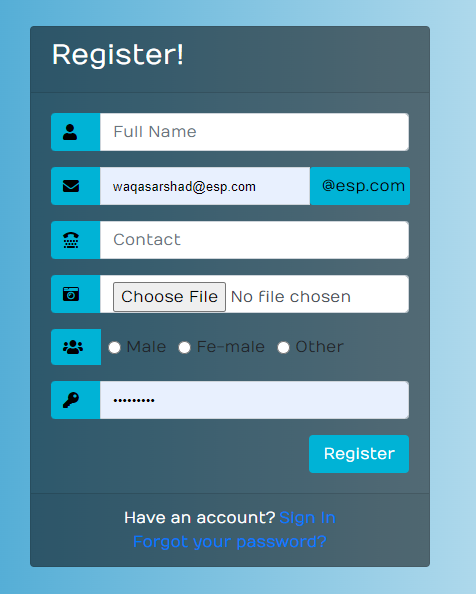 Register!
Full Name
waqasarshad@esp.com @esp.com
Contact
Choose File No file chosen
Male Fe-male Other
•••••••••
Register
Have an account? Sign In
Forgot your password?